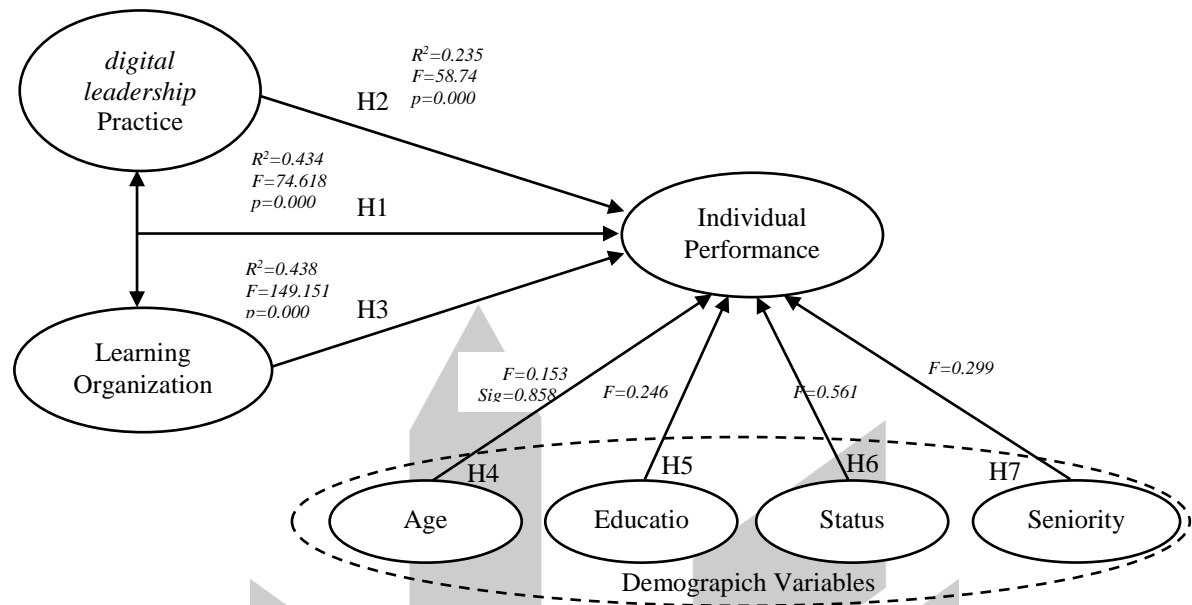 digital
leadership
Practice
R²=0.235
F=58.74
p=0.000
H2
R²=0.434
F=74.618
p=0.000
H1
Individual
Performance
R²=0.438
F=149.151
p=0.000
H3
Learning
Organization
F=0.153
Sig=0.858
F=0.246
F=0.561
F=0.299
H4
H5
H6
H7
Age
Educatio
Status
Seniority
Demograpich Variables